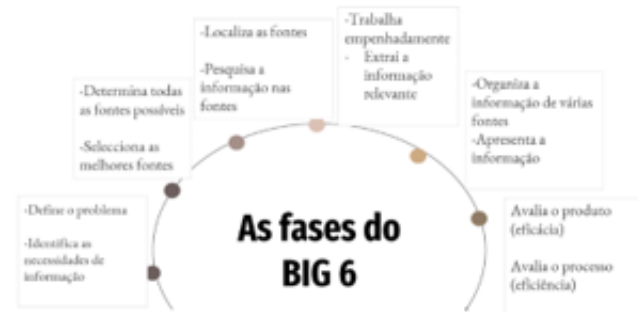 -Define o problema
-Identifica as
necessidades de
informação
-Determina todas
as fontes possíveis
-Selecciona as
melhores fontes
-Localiza as fontes
-Pesquisa a
informação nas
fontes
-Trabalha
empenhadamente
- Extrai a
informação
relevante
-Organiza a
informação de várias
fontes
-Apresenta a
informação
Avalia o produto
(eficácia)
Avalia o processo
(eficiência)
As fases do
BIG 6